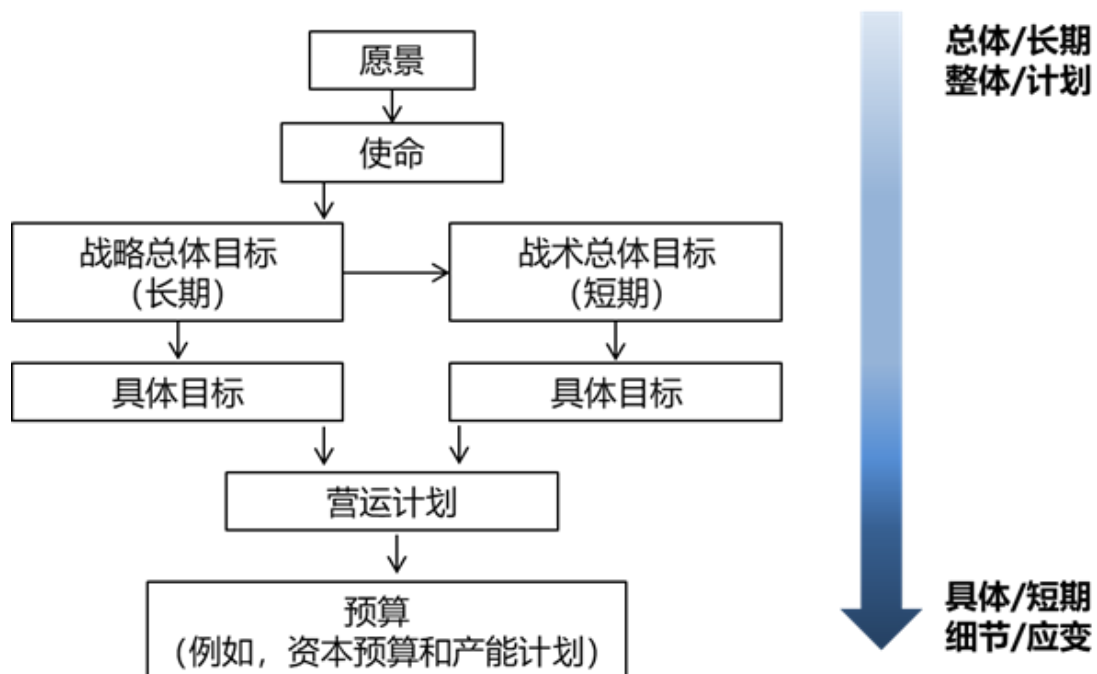 愿景
使命
战略总体目标
（长期）
战术总体目标
（短期）
具体目标
具体目标
营运计划
预算
（例如，资本预算和产能计划）
总体/长期
整体/计划
具体/短期
细节/应变